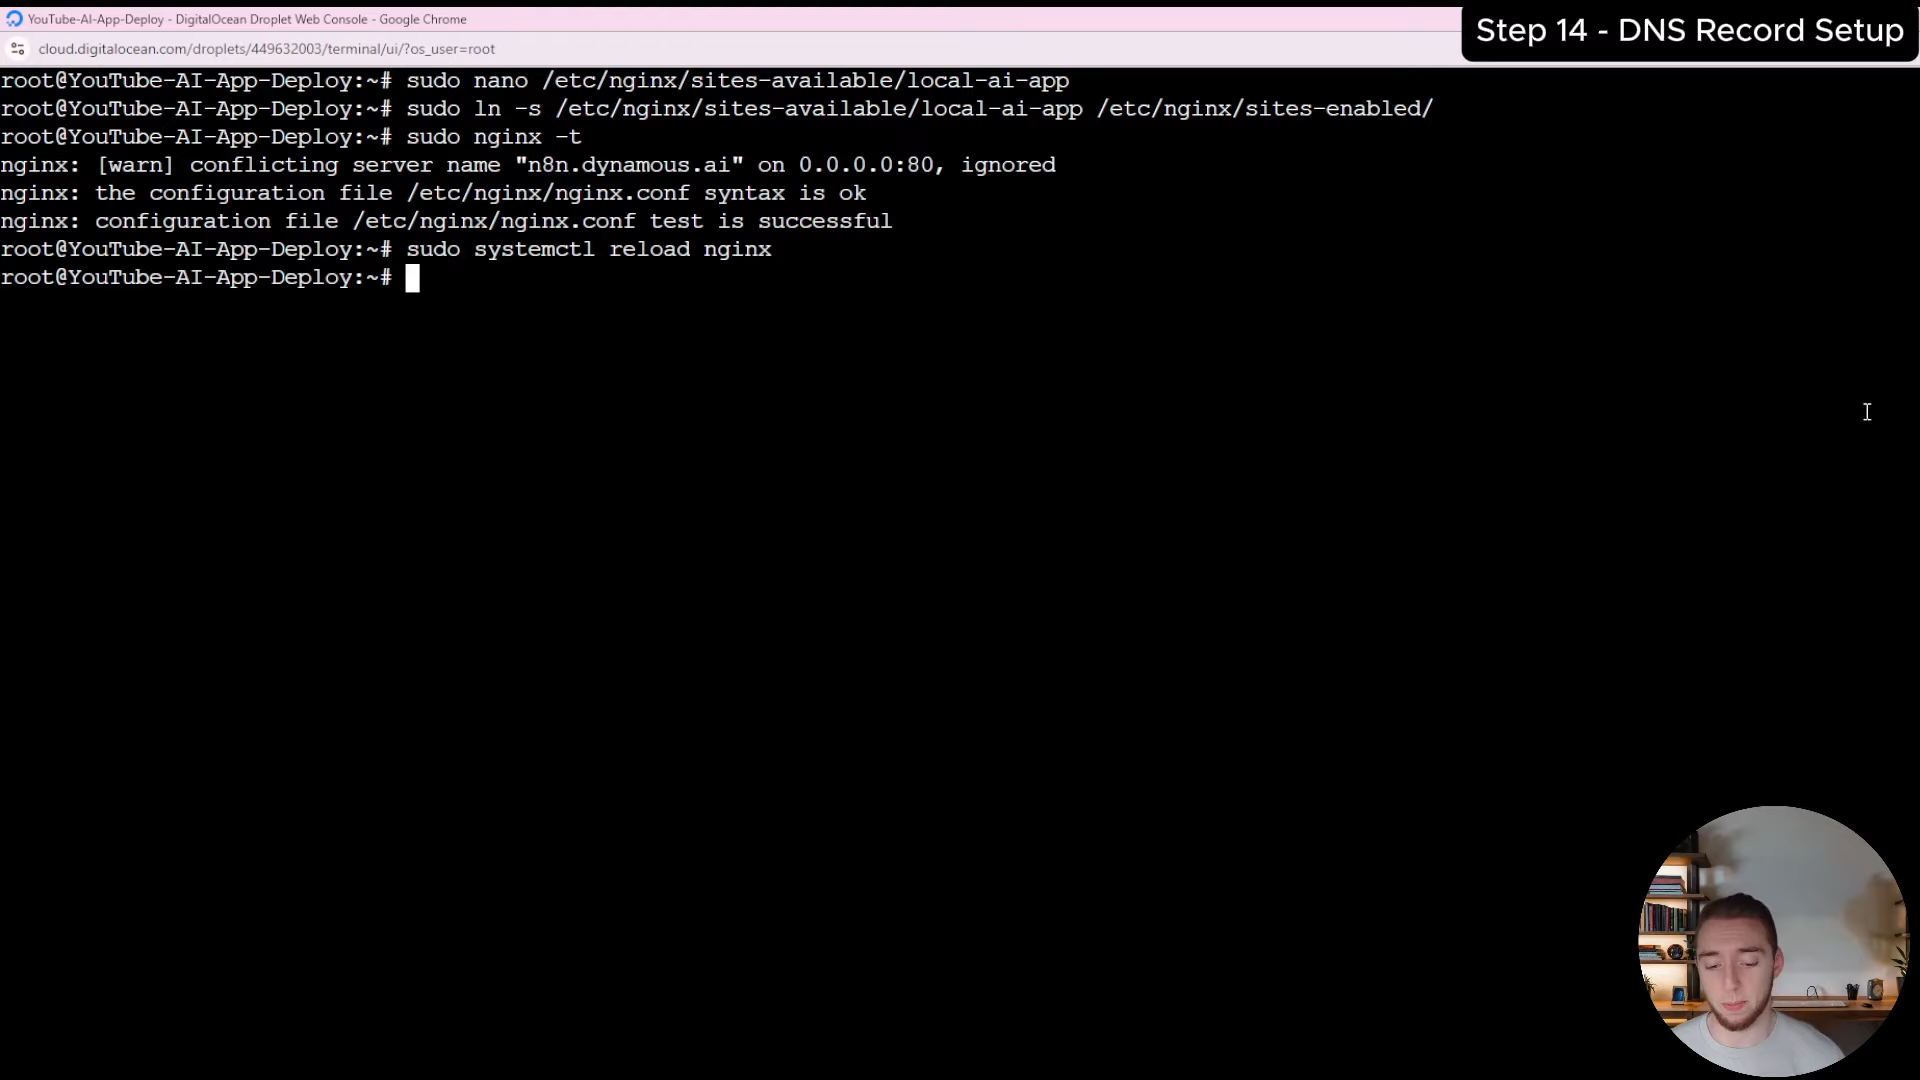 YouTube-AI-App-Deploy - DigitalOcean Droplet Web Console - Google Chrome
Step 14 - DNS Record Setup
cloud.digitalocean.com/droplets/449632003/terminal/ui/?os_user=root
root@YouTube-AI-App-Deploy:~# sudo nano /etc/nginx/sites-available/local-ai-app
root@YouTube-AI-App-Deploy:~# sudo ln -s /etc/nginx/sites-available/local-ai-app /etc/nginx/sites-enabled/
root@YouTube-AI-App-Deploy:~# sudo nginx -t
nginx: [warn] conflicting server name "n8n.dynamous.ai" on 0.0.0.0:80, ignored
nginx: the configuration file /etc/nginx/nginx.conf syntax is ok
nginx: configuration file /etc/nginx/nginx.conf test is successful
root@YouTube-AI-App-Deploy:~# sudo systemctl reload nginx
root@YouTube-AI-App-Deploy:~#